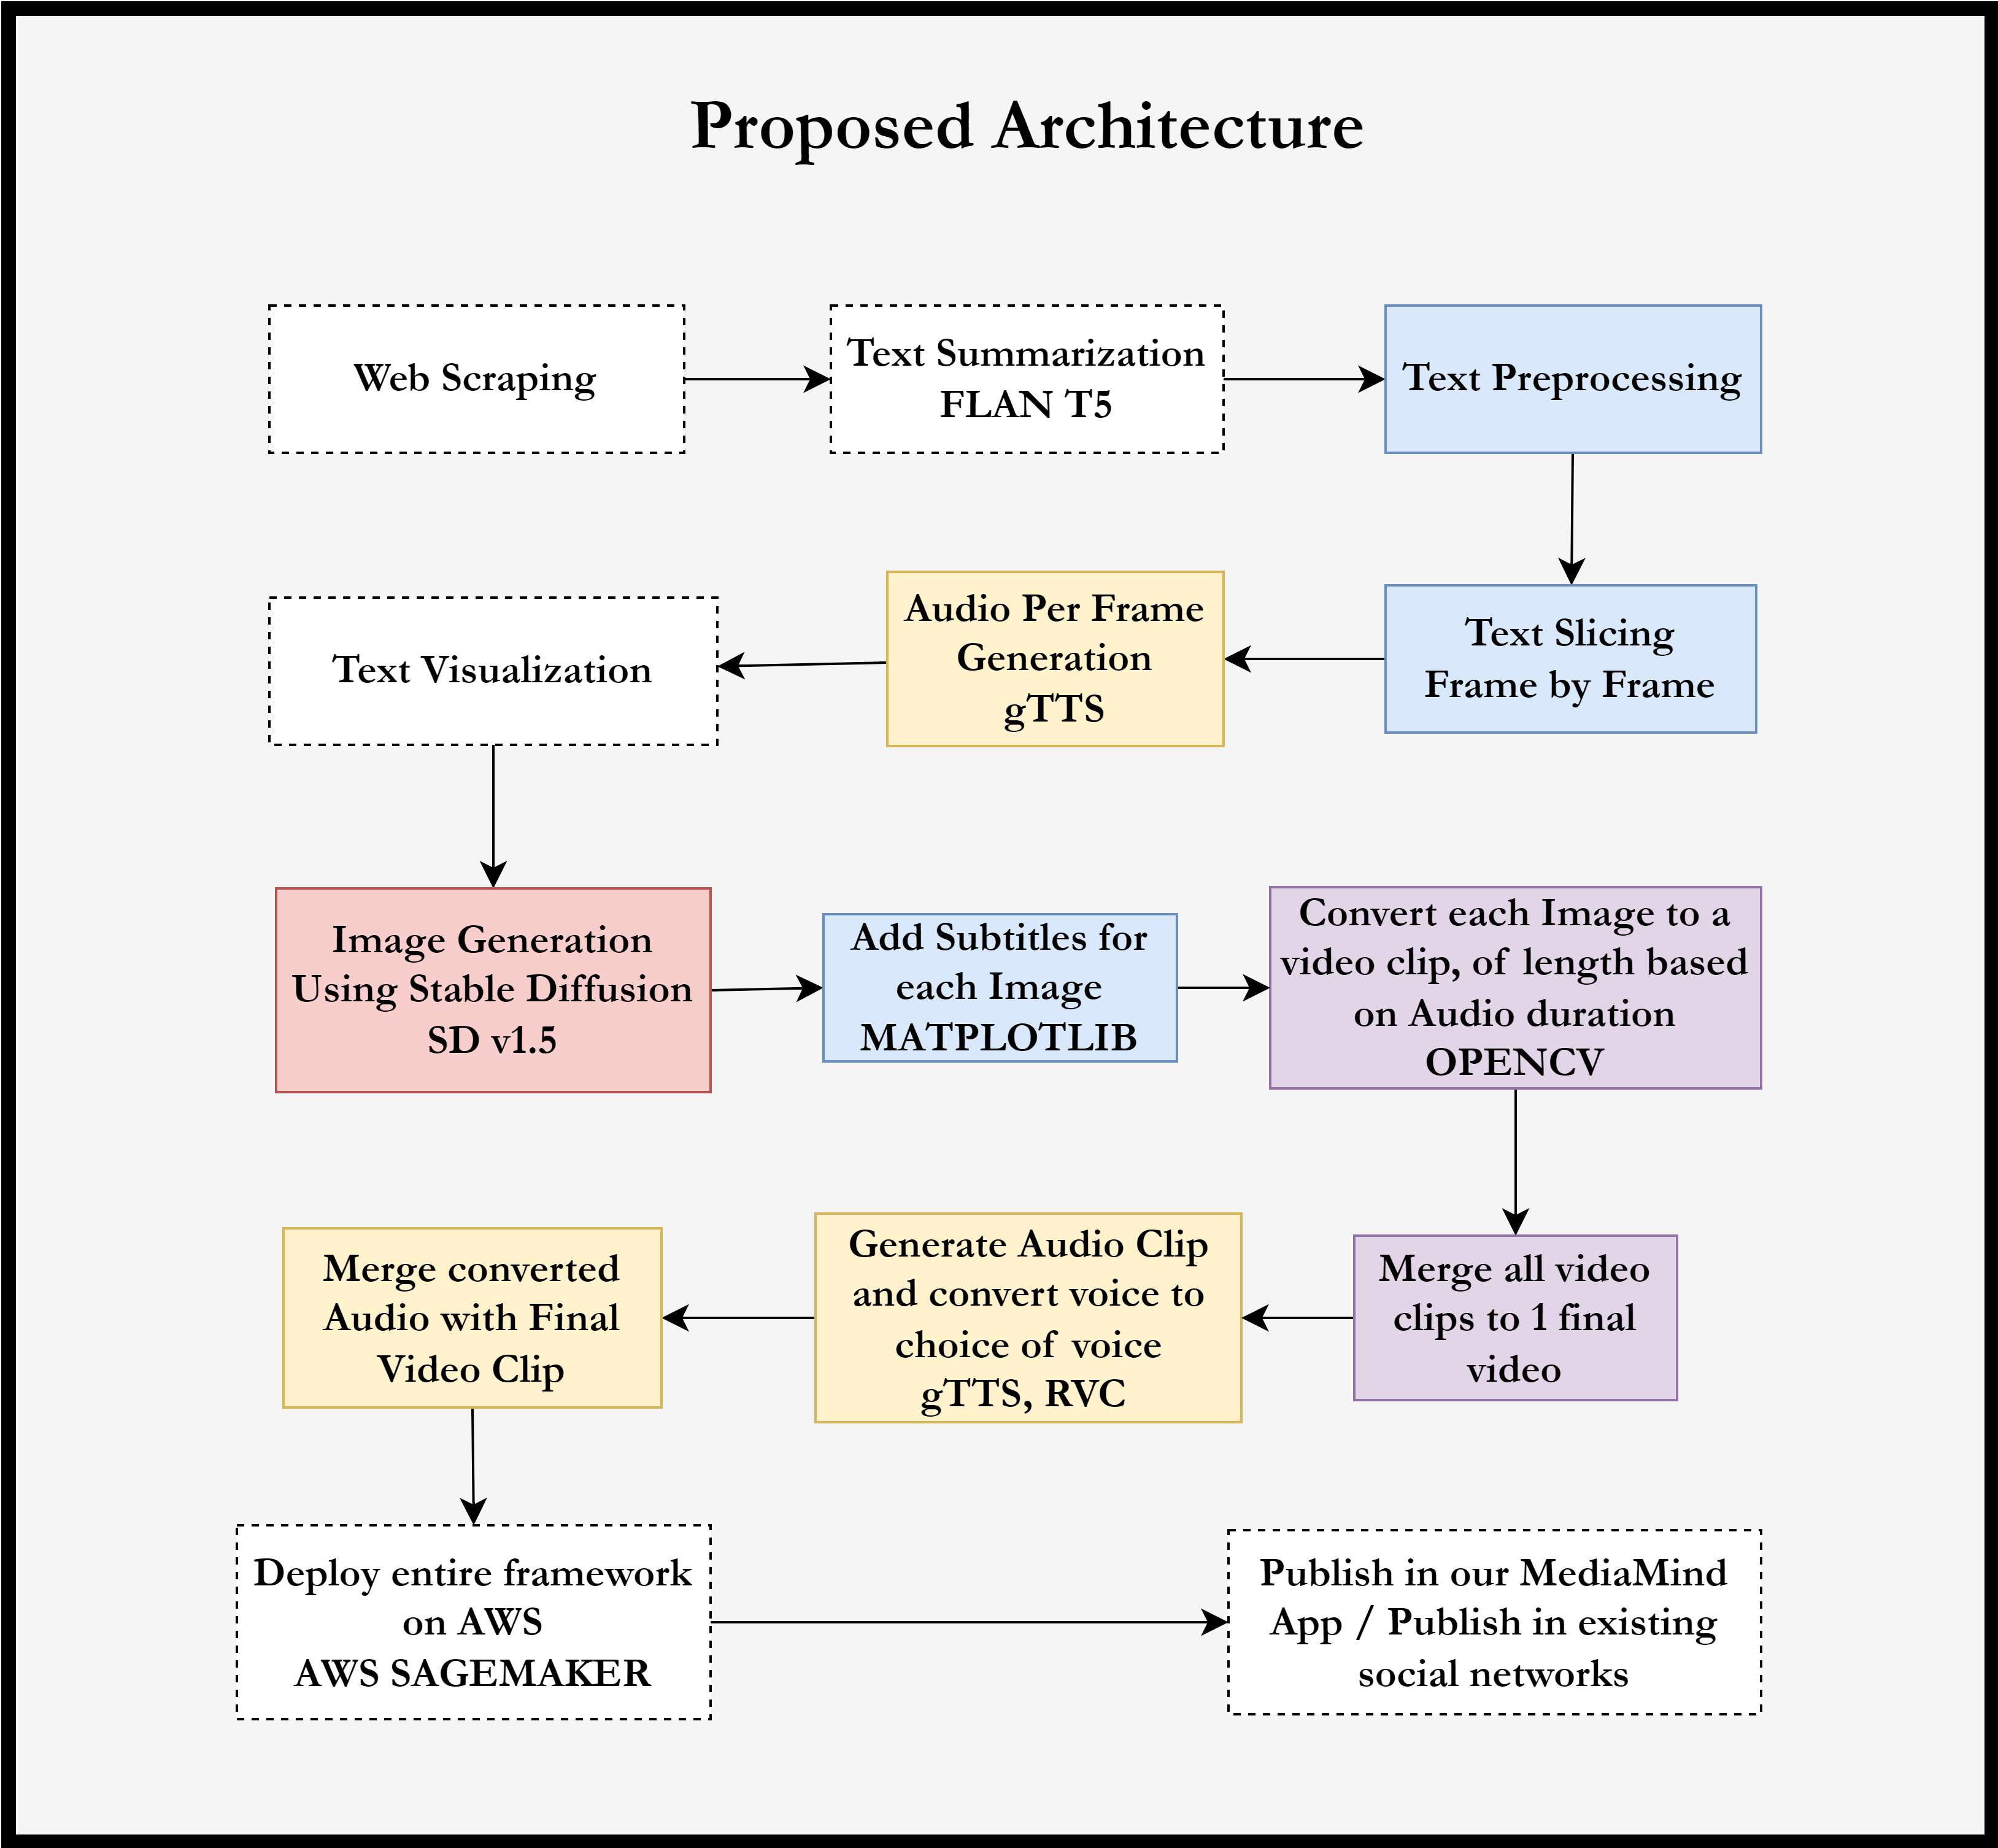 Proposed Architecture
Web Scraping
Text Summarization
FLAN T5
Text Preprocessing
Text Slicing
Frame by Frame
Audio Per Frame
Generation
gTTS
Text Visualization
Image Generation
Using Stable Diffusion
SD v1.5
Add Subtitles for
each Image
MATPLOTLIB
Convert each Image to a
video clip, of length based
on Audio duration
OPENCV
Merge all video
clips to 1 final
video
Generate Audio Clip
and convert voice to
choice of voice
gTTS, RVC
Merge converted
Audio with Final
Video Clip
Deploy entire framework
on AWS
AWS SAGEMAKER
Publish in our MediaMind
App / Publish in existing
social networks